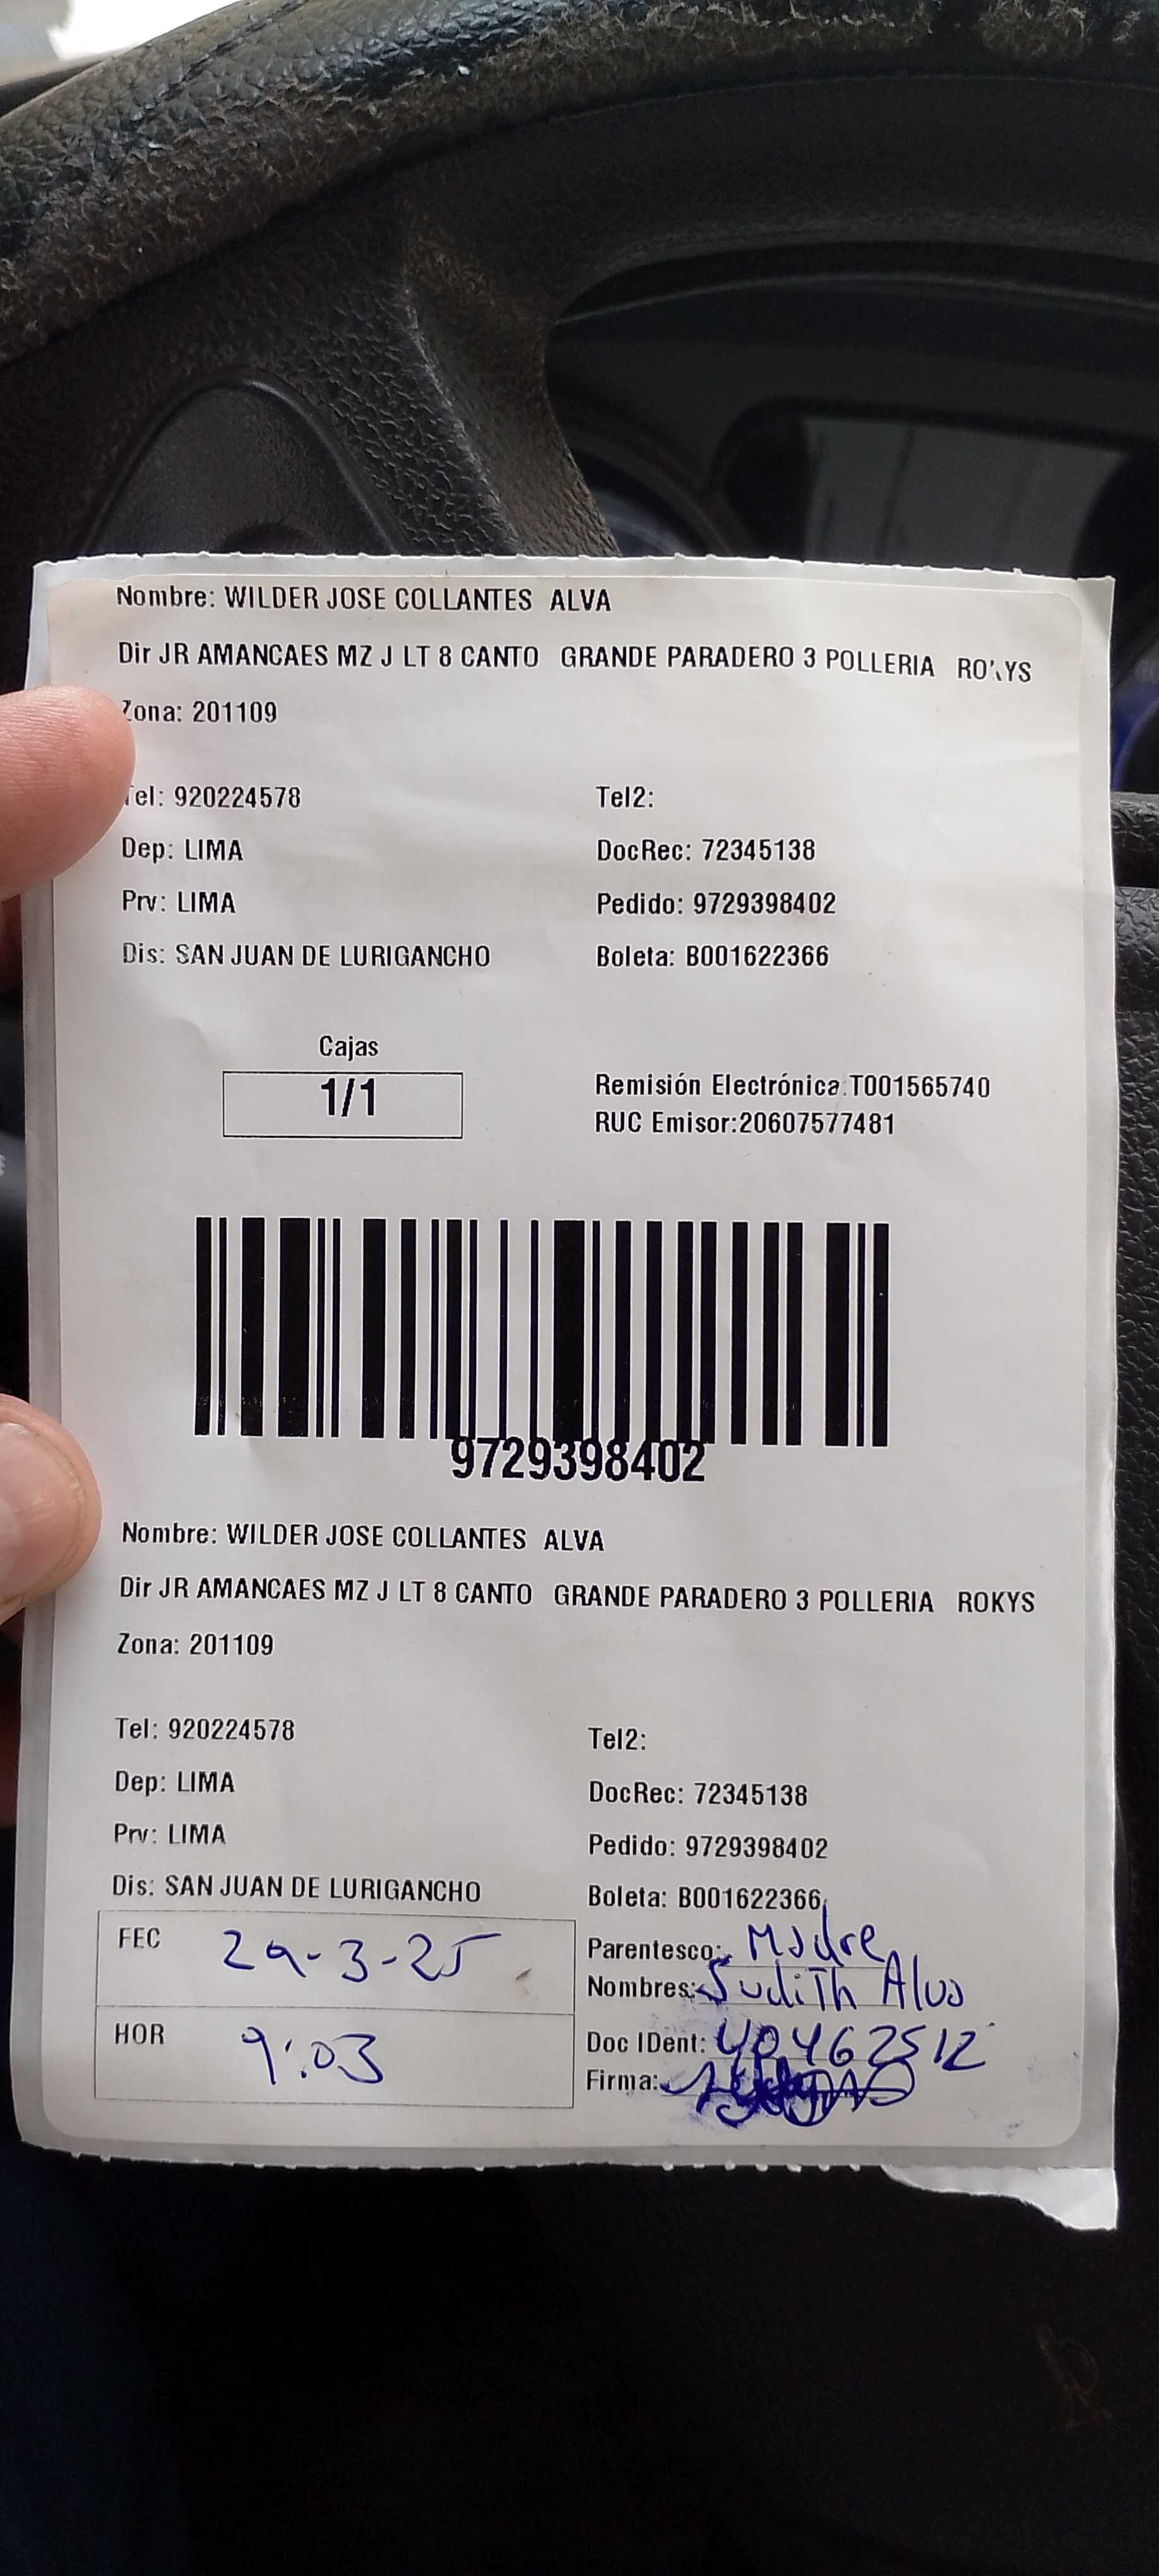 Nombre: WILDER JOSE COLLANTES ALVA
Dir JR AMANCAES MZ J LT 8 CANTO GRANDE PARADERO 3 POLLERIA ROKYS
Zona: 201109
Tel: 920224578 Tel2:
Dep: LIMA DocRec: 72345138
Prv: LIMA Pedido: 9729398402
Dis: SAN JUAN DE LURIGANCHO Boleta: B001622366
Cajas
1/1
Remisión Electrónica:T001565740
RUC Emisor:20607577481
9729398402
Nombre: WILDER JOSE COLLANTES ALVA
Dir JR AMANCAES MZ J LT 8 CANTO GRANDE PARADERO 3 POLLERIA ROKYS
Zona: 201109
Tel: 920224578 Tel2:
Dep: LIMA DocRec: 72345138
Prv: LIMA Pedido: 9729398402
Dis: SAN JUAN DE LURIGANCHO Boleta: B001622366
FEC 29-3-25 Parentesco: Madre
Nombres: Judith Alva
HOR 9:03 Doc IDent: 40462512
Firma: